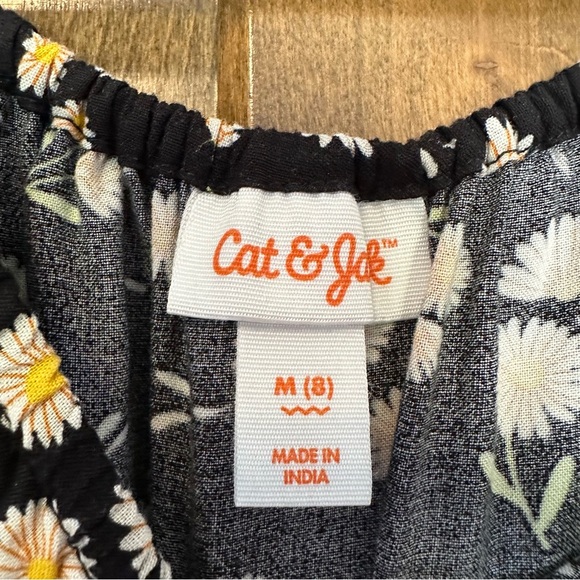 Cat & Jack™
M (8)
MADE IN
INDIA